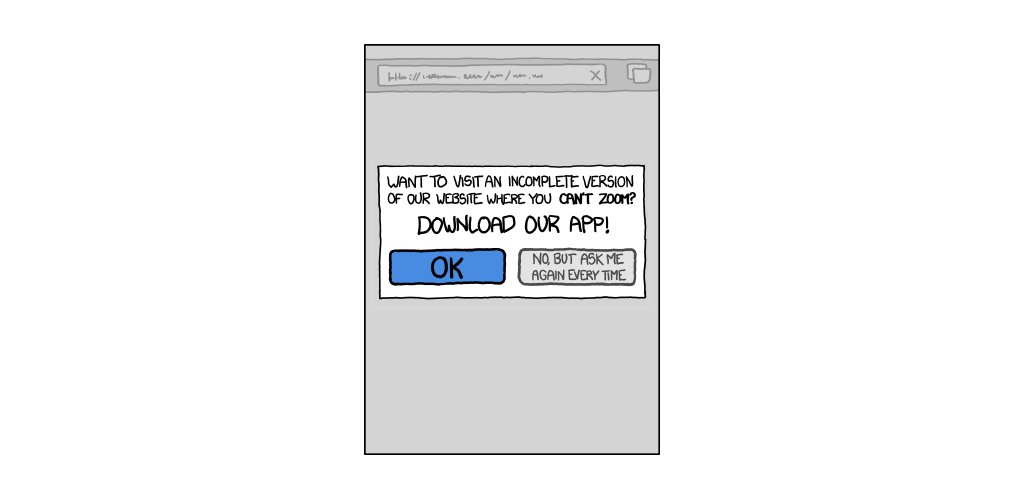 WANT TO VISIT AN INCOMPLETE VERSION
OF OUR WEBSITE WHERE YOU CAN'T ZOOM?
DOWNLOAD OUR APP!
OK
NO, BUT ASK ME
AGAIN EVERY TIME